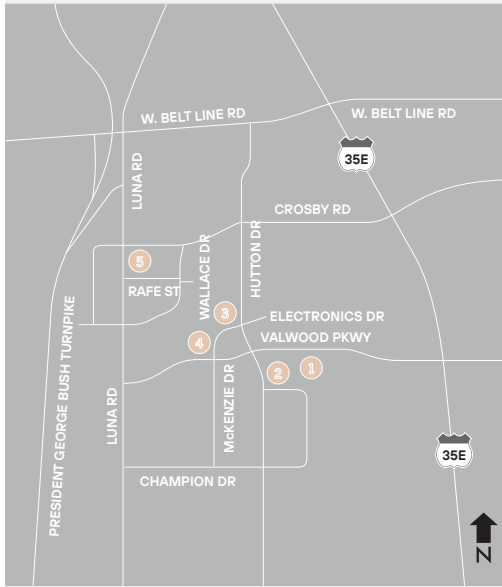 W. BELT LINE RD
W. BELT LINE RD
35E
LUNA RD
CROSBY RD
HUTTON DR
WALLACE DR
5
RAFE ST
3
ELECTRONICS DR
VALWOOD PKWY
4
1
2
PRESIDENT GEORGE BUSH TURNPIKE
LUNA RD
McKENZIE DR
35E
CHAMPION DR
N